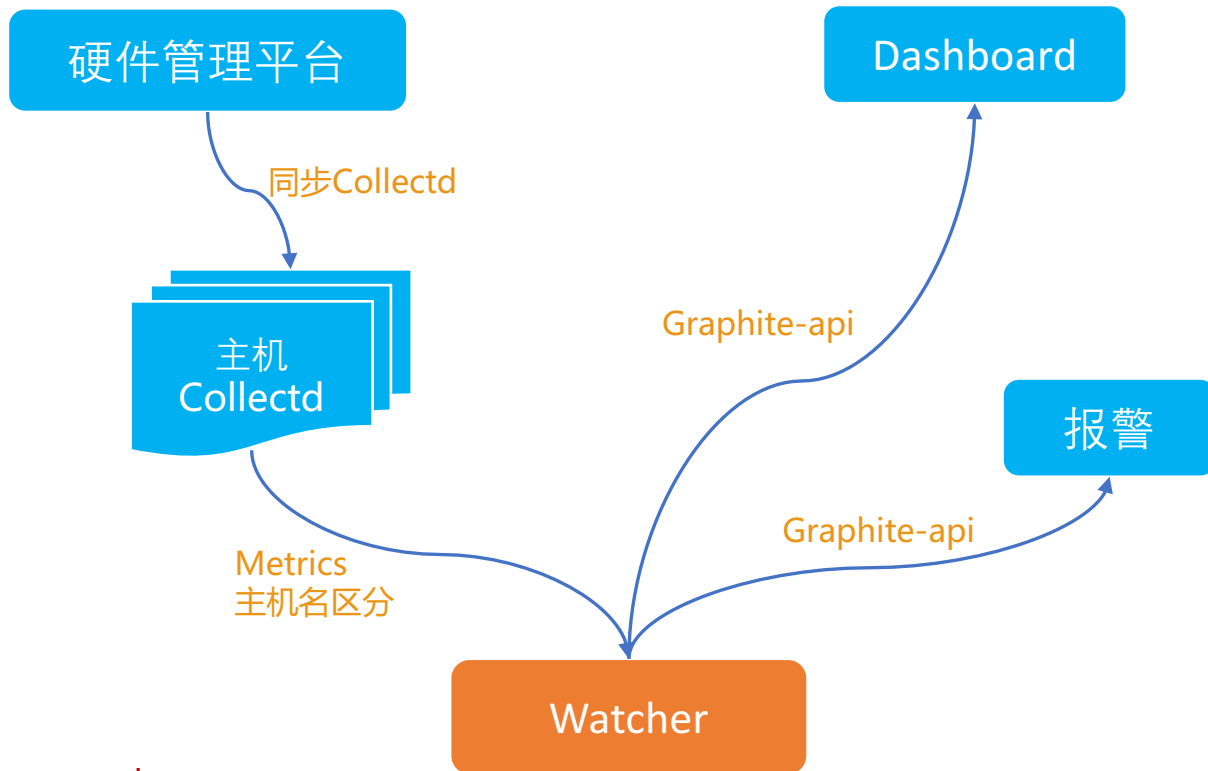 硬件管理平台
Dashboard
同步Collectd
Graphite-api
主机
Collectd
报警
Graphite-api
Metrics
主机名区分
Watcher